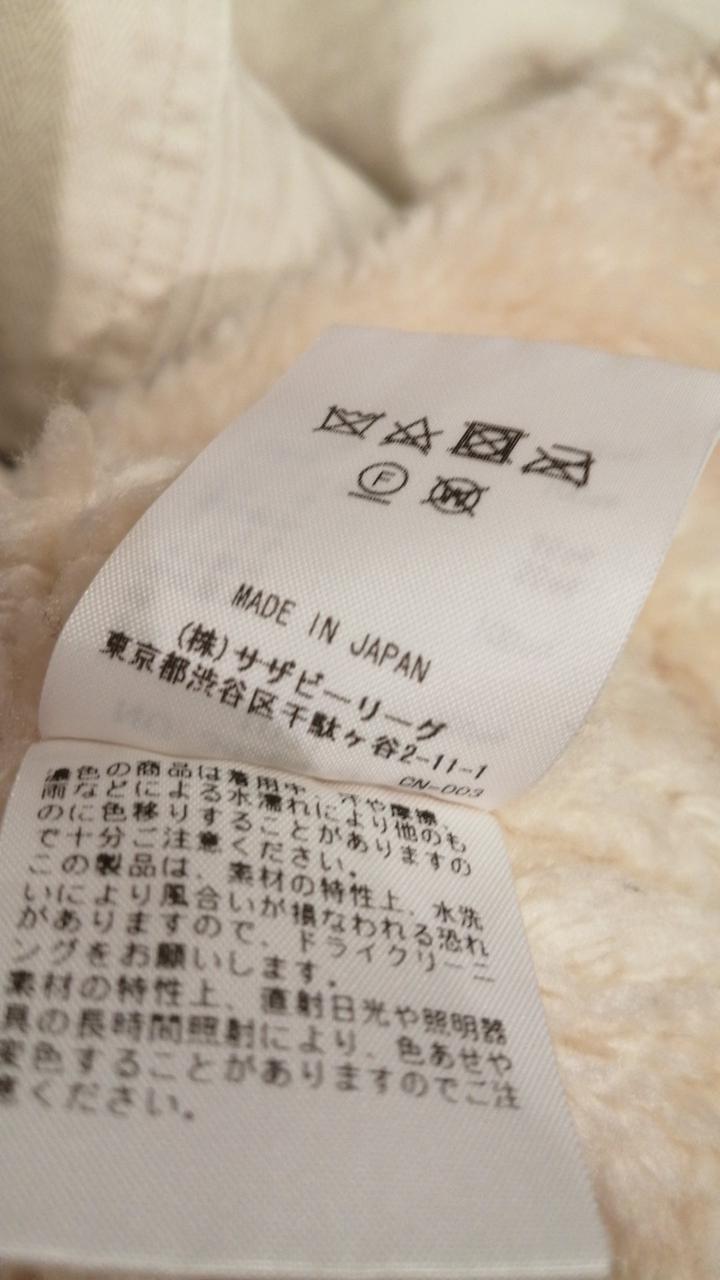 F
W
MADE IN JAPAN
(株)サザビーリーグ
東京都渋谷区千駄ヶ谷2-11-1
CN-003
濃色の商品は着用中、汗や摩擦、
雨などによる水濡れにより他のも
のに色移りすることがありますの
で十分ご注意ください。
この製品は、素材の特性上、水洗
いにより風合いが損なわれる恐れ
がありますので、ドライクリーニ
ングをお願いします。
素材の特性上、直射日光や照明器
具の長時間照射により、色あせや
変色することがありますのでご注
意ください。